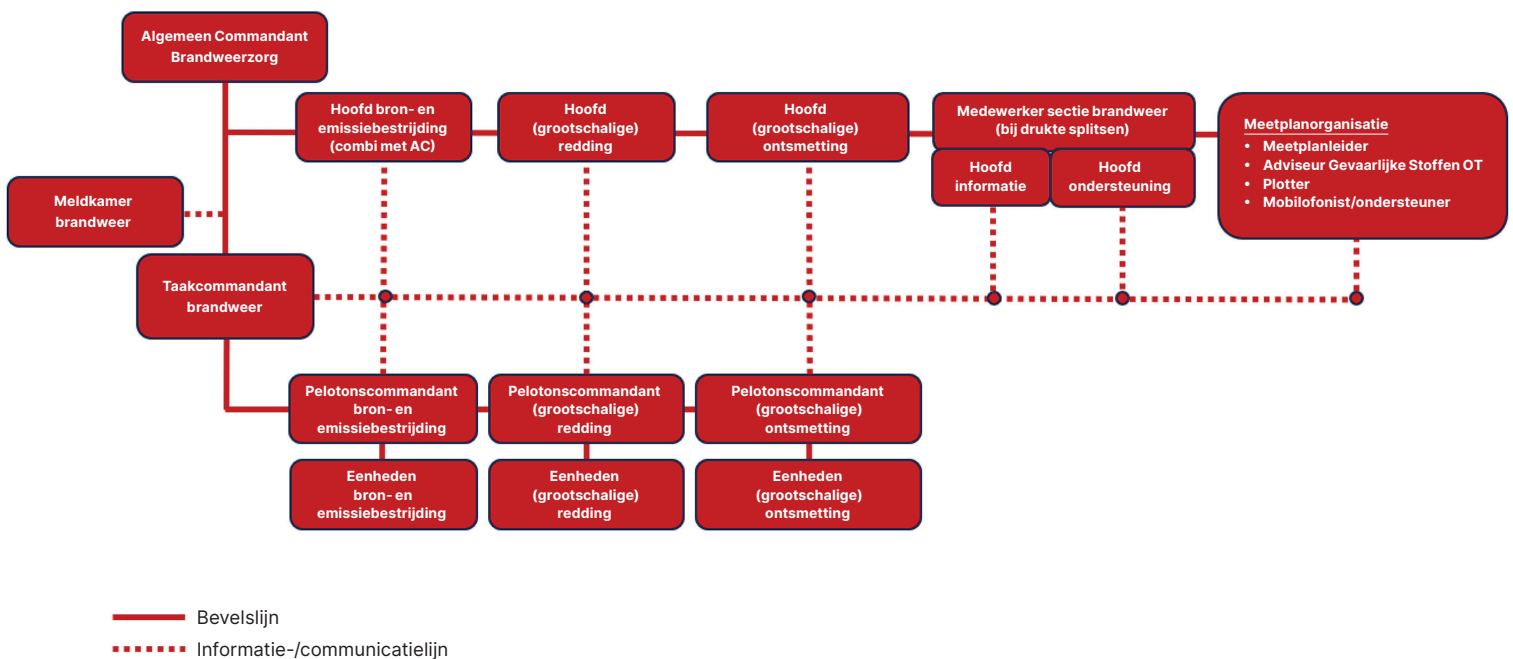 Algemeen Commandant
Brandweerzorg
Hoofd bron- en
emissiebestrijding
(combi met AC)
Hoofd
(grootschalige)
redding
Hoofd
(grootschalige)
ontsmetting
Medewerker sectie brandweer
(bij drukte splitsen)
Hoofd
informatie
Hoofd
ondersteuning
Meetplanorganisatie
• Meetplanleider
• Adviseur Gevaarlijke Stoffen OT
• Plotter
• Mobilofonist/ondersteuner
Meldkamer
brandweer
Taakcommandant
brandweer
Pelotonscommandant
bron- en
emissiebestrijding
Pelotonscommandant
(grootschalige)
redding
Pelotonscommandant
(grootschalige)
ontsmetting
Eenheden
bron- en
emissiebestrijding
Eenheden
(grootschalige)
redding
Eenheden
(grootschalige)
ontsmetting
Bevelslijn
Informatie-/communicatielijn